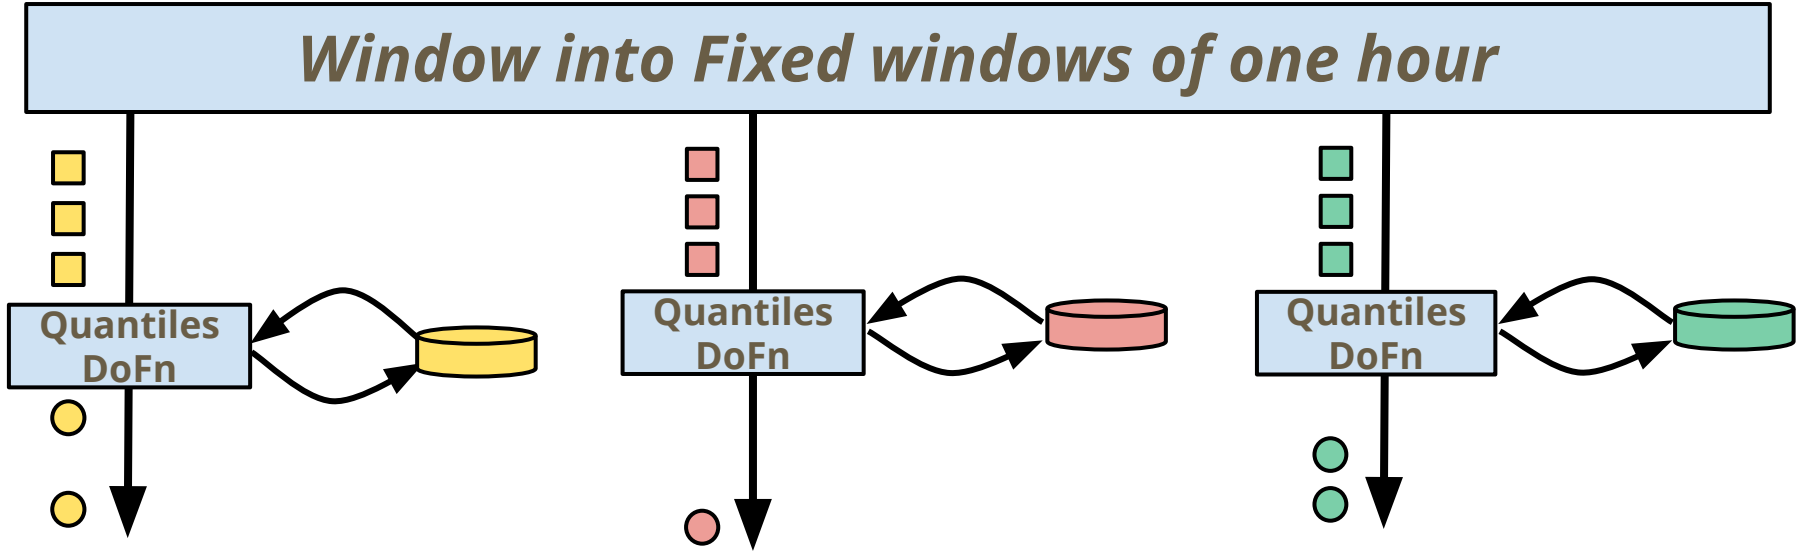 Window into Fixed windows of one hour
Quantiles
DoFn
Quantiles
DoFn
Quantiles
DoFn